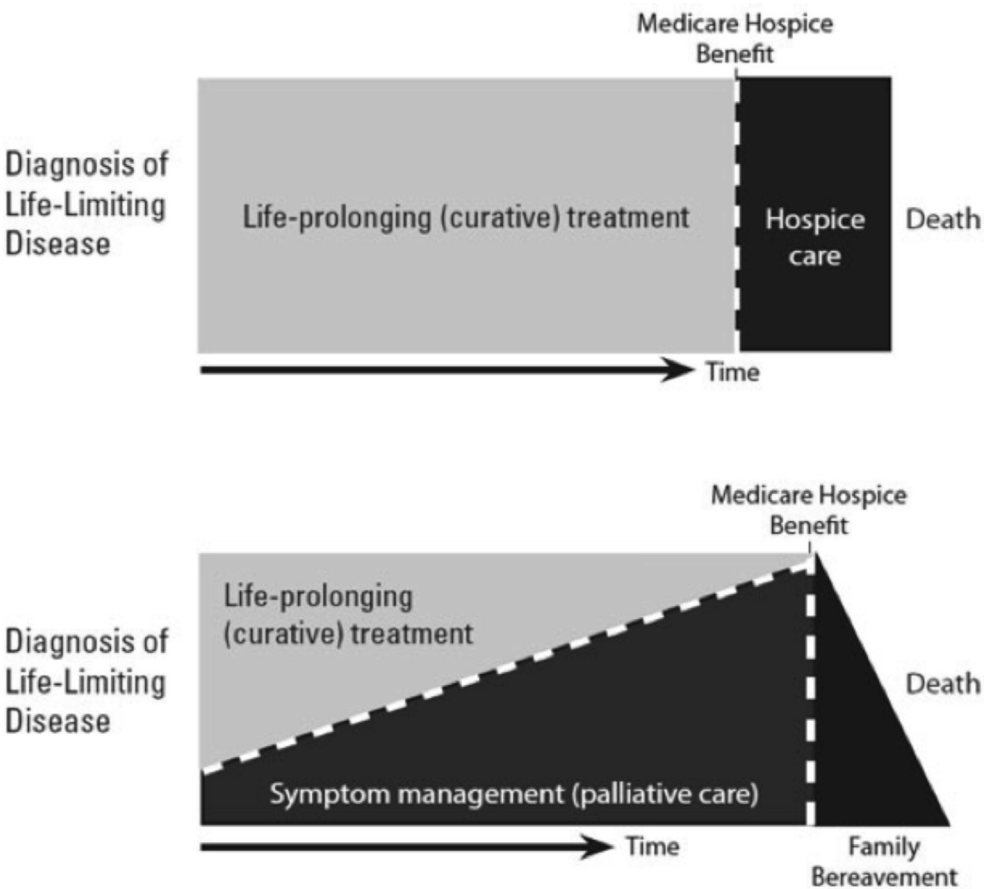 Medicare Hospice
Benefit
Diagnosis of
Life-Limiting
Disease
Life-prolonging (curative) treatment
Hospice
care
Death
Time
Medicare Hospice
Benefit
Diagnosis of
Life-Limiting
Disease
Life-prolonging
(curative) treatment
Death
Symptom management (palliative care)
Time
Family
Bereavement